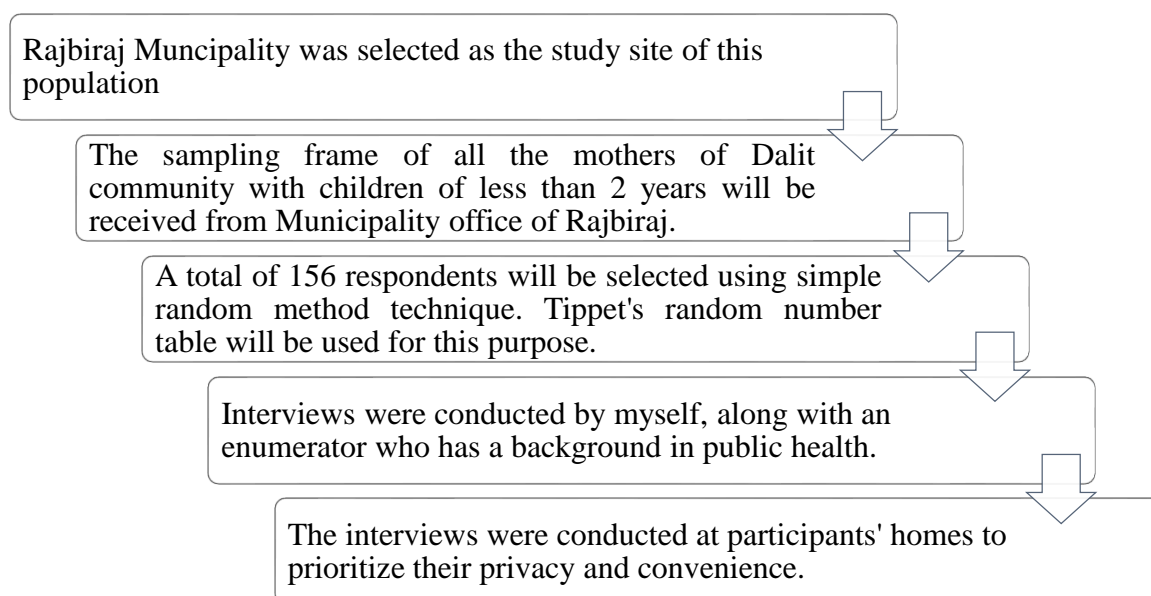 Rajbiraj Muncipality was selected as the study site of this
population
The sampling frame of all the mothers of Dalit
community with children of less than 2 years will be
received from Municipality office of Rajbiraj.
A total of 156 respondents will be selected using simple
random method technique. Tippet's random number
table will be used for this purpose.
Interviews were conducted by myself, along with an
enumerator who has a background in public health.
The interviews were conducted at participants' homes to
prioritize their privacy and convenience.